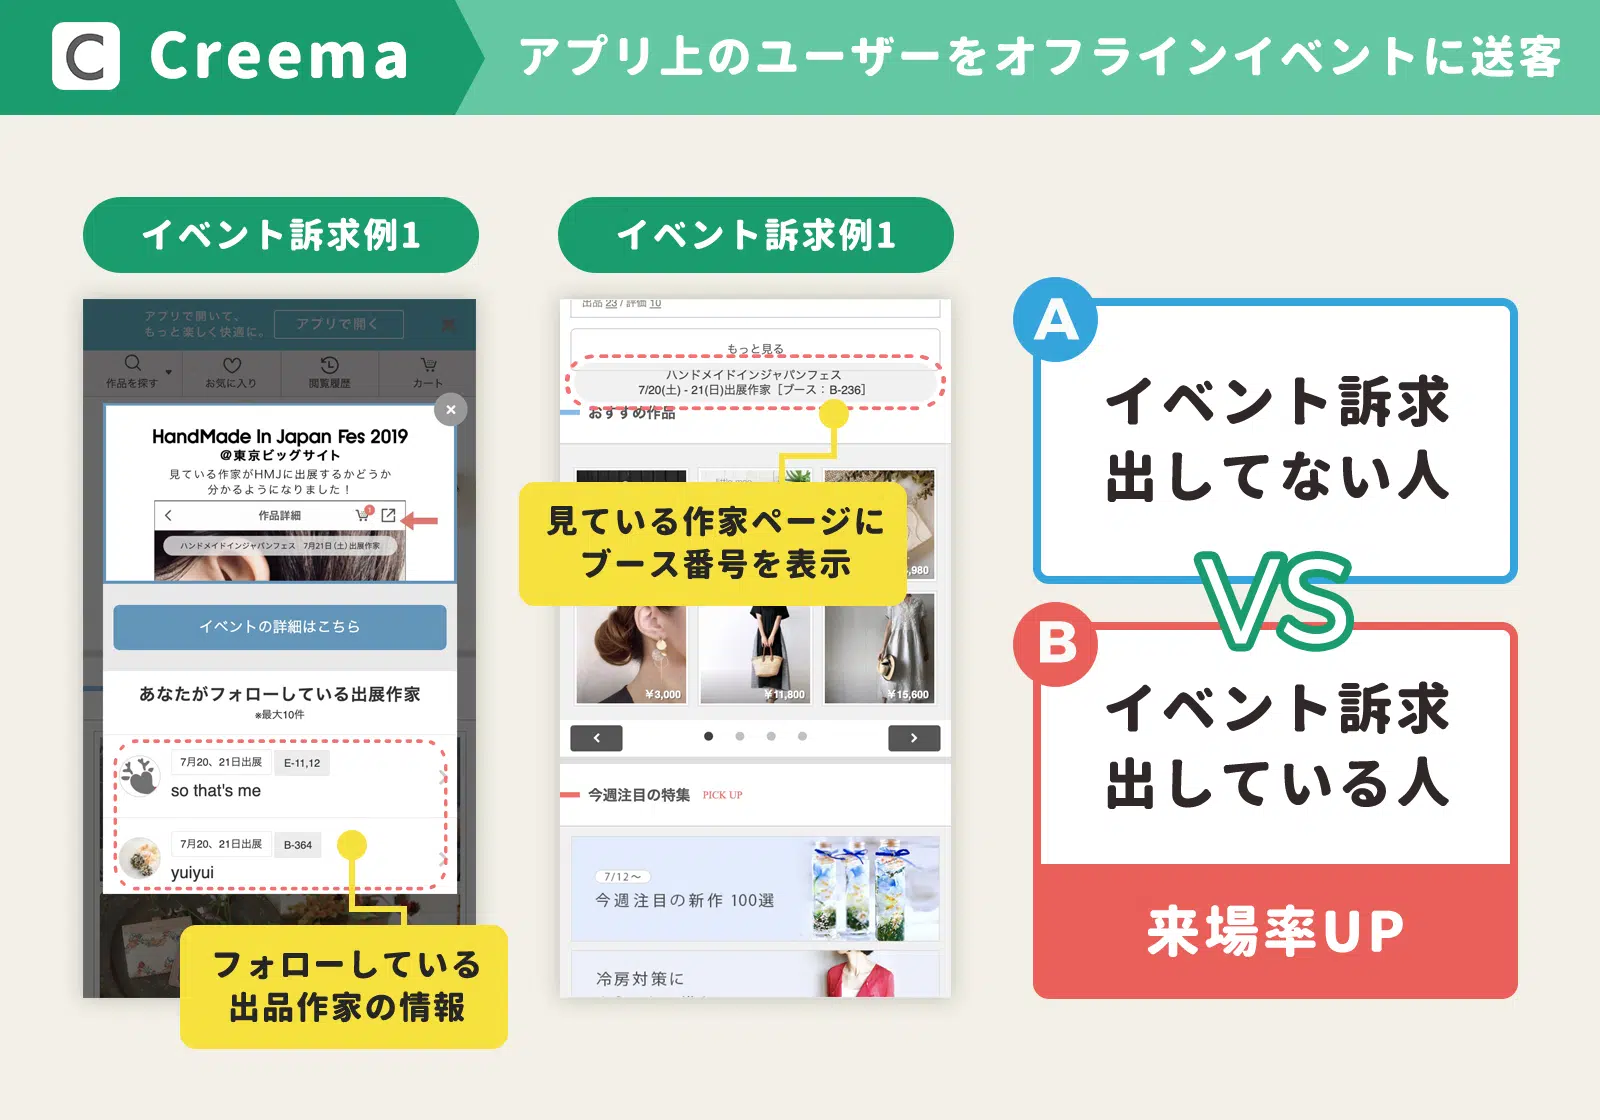 C Creema
アプリ上のユーザーをオフラインイベントに送客
イベント訴求例1
アプリで開いて、
もっと楽しく快適に。
アプリで開く
作品を探す
お気に入り
閲覧履歴
カート
×
HandMade In Japan Fes 2019
@東京ビッグサイト
見ている作家がHMJに出展するかどうか
分かるようになりました！
作品詳細
1
ハンドメイドインジャパンフェス 7月21日（土）出展作家
イベントの詳細はこちら
あなたがフォローしている出展作家
※最大10件
7月20、21日出展 E-11,12
so that's me
7月20、21日出展 B-364
yuiyui
フォローしている
出品作家の情報
イベント訴求例1
出品 23 / 評価 10
もっと見る
ハンドメイドインジャパンフェス
7/20(土) - 21(日)出展作家［ブース：B-236］
おすすめ作品
見ている作家ページに
ブース番号を表示
,980
¥3,000
¥11,800
¥15,600
今週注目の特集 PICK UP
7/12～
今週注目の新作 100選
冷房対策に
A
イベント訴求
出してない人
VS
B
イベント訴求
出している人
来場率UP